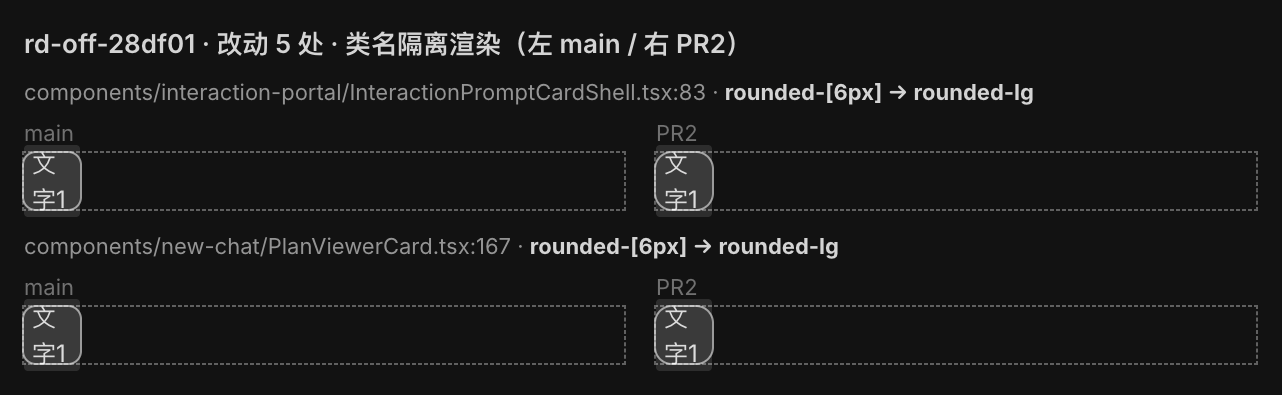 rd-off-28df01 · 改动 5 处 · 类名隔离渲染（左 main / 右 PR2）
components/interaction-portal/InteractionPromptCardShell.tsx:83 · rounded-[6px] → rounded-lg
main
PR2
文
字1
文
字1
components/new-chat/PlanViewerCard.tsx:167 · rounded-[6px] → rounded-lg
main
PR2
文
字1
文
字1